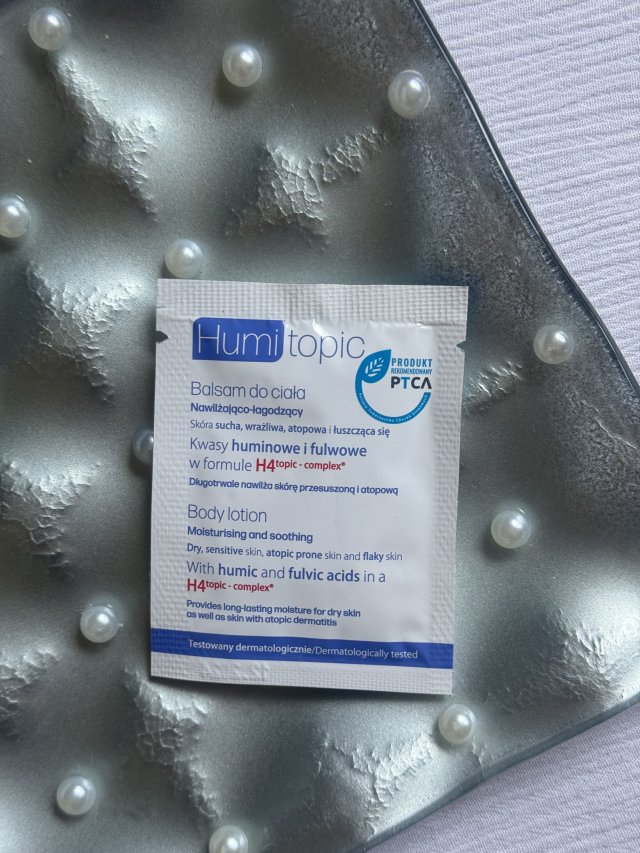 Humi topic
PRODUKT
REKOMENDOWANY
PTCA
Balsam do ciała
Nawilżająco-łagodzący
Skóra sucha, wrażliwa, atopowa i łuszcząca się
Kwasy huminowe i fulwowe
w formule H4topic - complex®
Długotrwale nawilża skórę przesuszoną i atopową
Body lotion
Moisturising and soothing
Dry, sensitive skin, atopic prone skin and flaky skin
With humic and fulvic acids in a
H4topic - complex®
Provides long-lasting moisture for dry skin
as well as skin with atopic dermatitis
Testowany dermatologicznie/Dermatologically tested